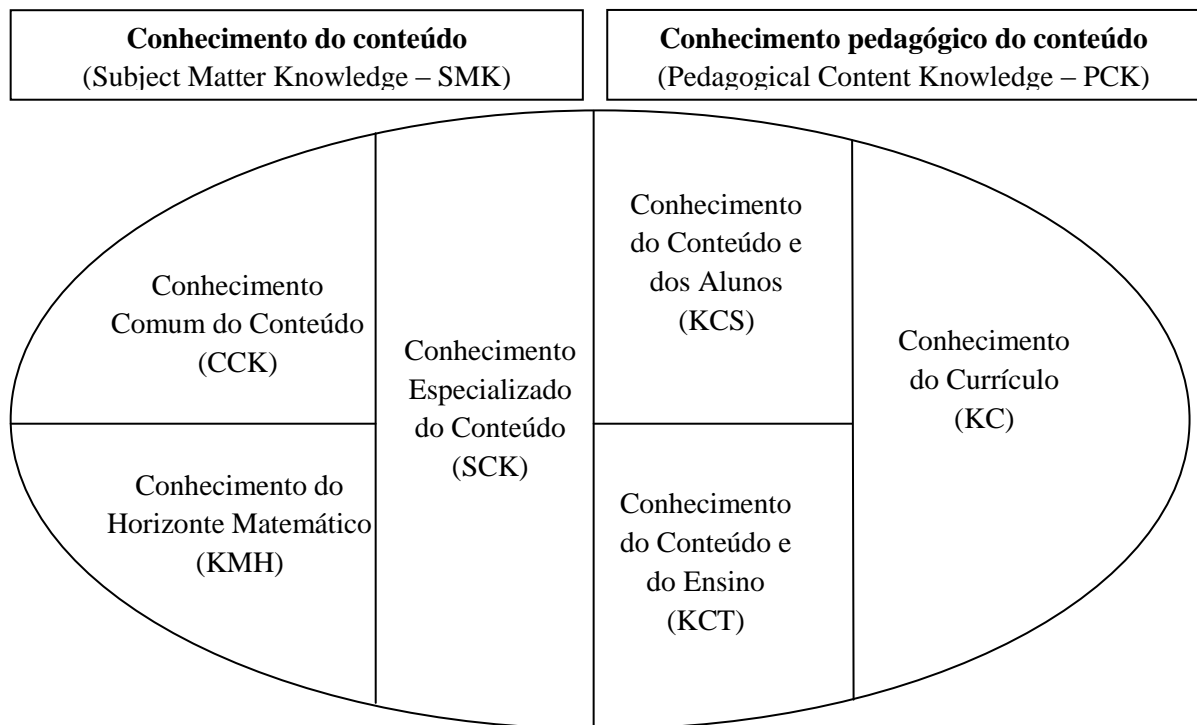 Conhecimento do conteúdo
(Subject Matter Knowledge – SMK)
Conhecimento pedagógico do conteúdo
(Pedagogical Content Knowledge – PCK)
Conhecimento
Comum do Conteúdo
(CCK)
Conhecimento do
Horizonte Matemático
(KMH)
Conhecimento
Especializado
do Conteúdo
(SCK)
Conhecimento
do Conteúdo e
dos Alunos
(KCS)
Conhecimento
do Conteúdo e
do Ensino
(KCT)
Conhecimento
do Currículo
(KC)